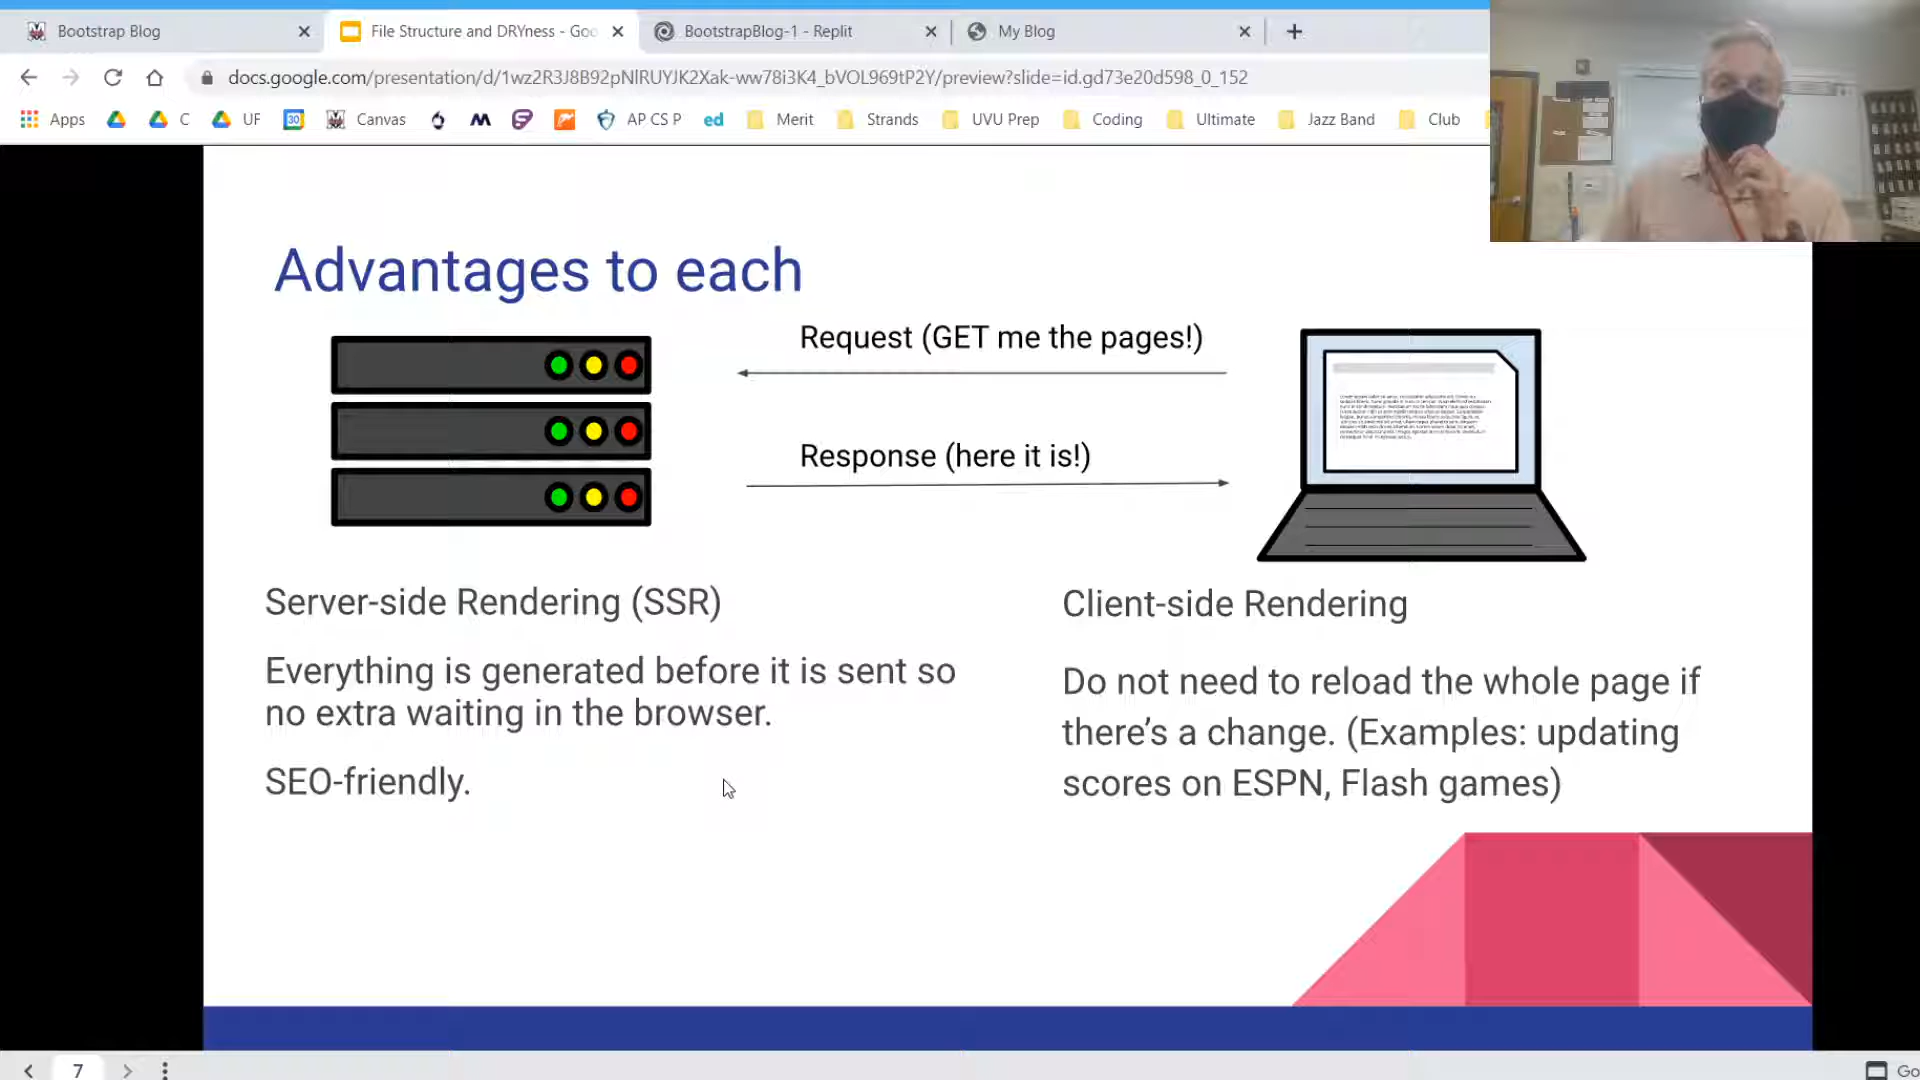 Bootstrap Blog
File Structure and DRYness - Goo
BootstrapBlog-1 - Replit
My Blog
docs.google.com/presentation/d/1wz2R3J8B92pNlRUYJK2Xak-ww78i3K4_bVOL969tP2Y/preview?slide=id.gd73e20d598_0_152
Apps
C
UF
30
Canvas
AP CS P
ed
Merit
Strands
UVU Prep
Coding
Ultimate
Jazz Band
Club
Advantages to each
Request (GET me the pages!)
Response (here it is!)
Server-side Rendering (SSR)
Everything is generated before it is sent so
no extra waiting in the browser.
SEO-friendly.
Client-side Rendering
Do not need to reload the whole page if
there's a change. (Examples: updating
scores on ESPN, Flash games)
7
Go